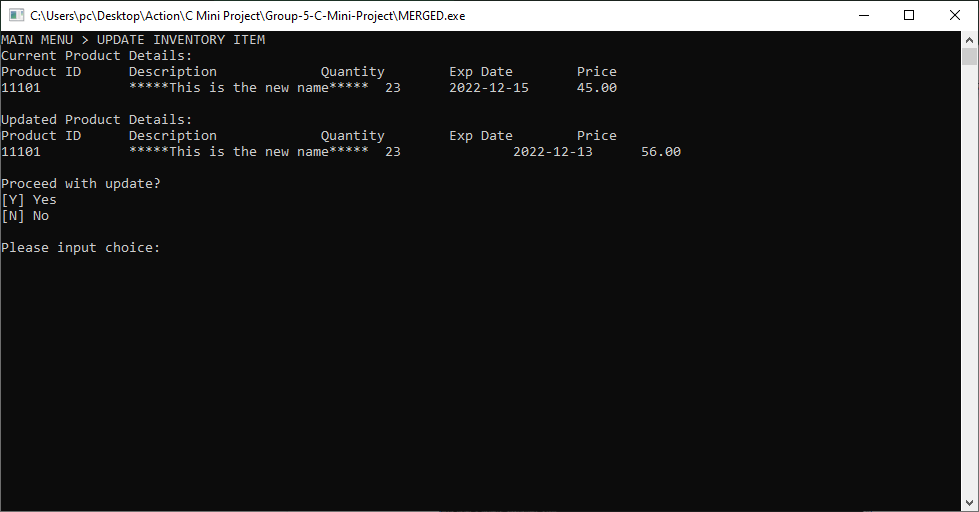 C:\Users\pc\Desktop\Action\C Mini Project\Group-5-C-Mini-Project\MERGED.exe
MAIN MENU > UPDATE INVENTORY ITEM
Current Product Details:
Product ID      Description             Quantity        Exp Date        Price
11101           *****This is the new name*****  23      2022-12-15      45.00

Updated Product Details:
Product ID      Description             Quantity        Exp Date        Price
11101           *****This is the new name*****  23              2022-12-13      56.00

Proceed with update?
[Y] Yes
[N] No

Please input choice: